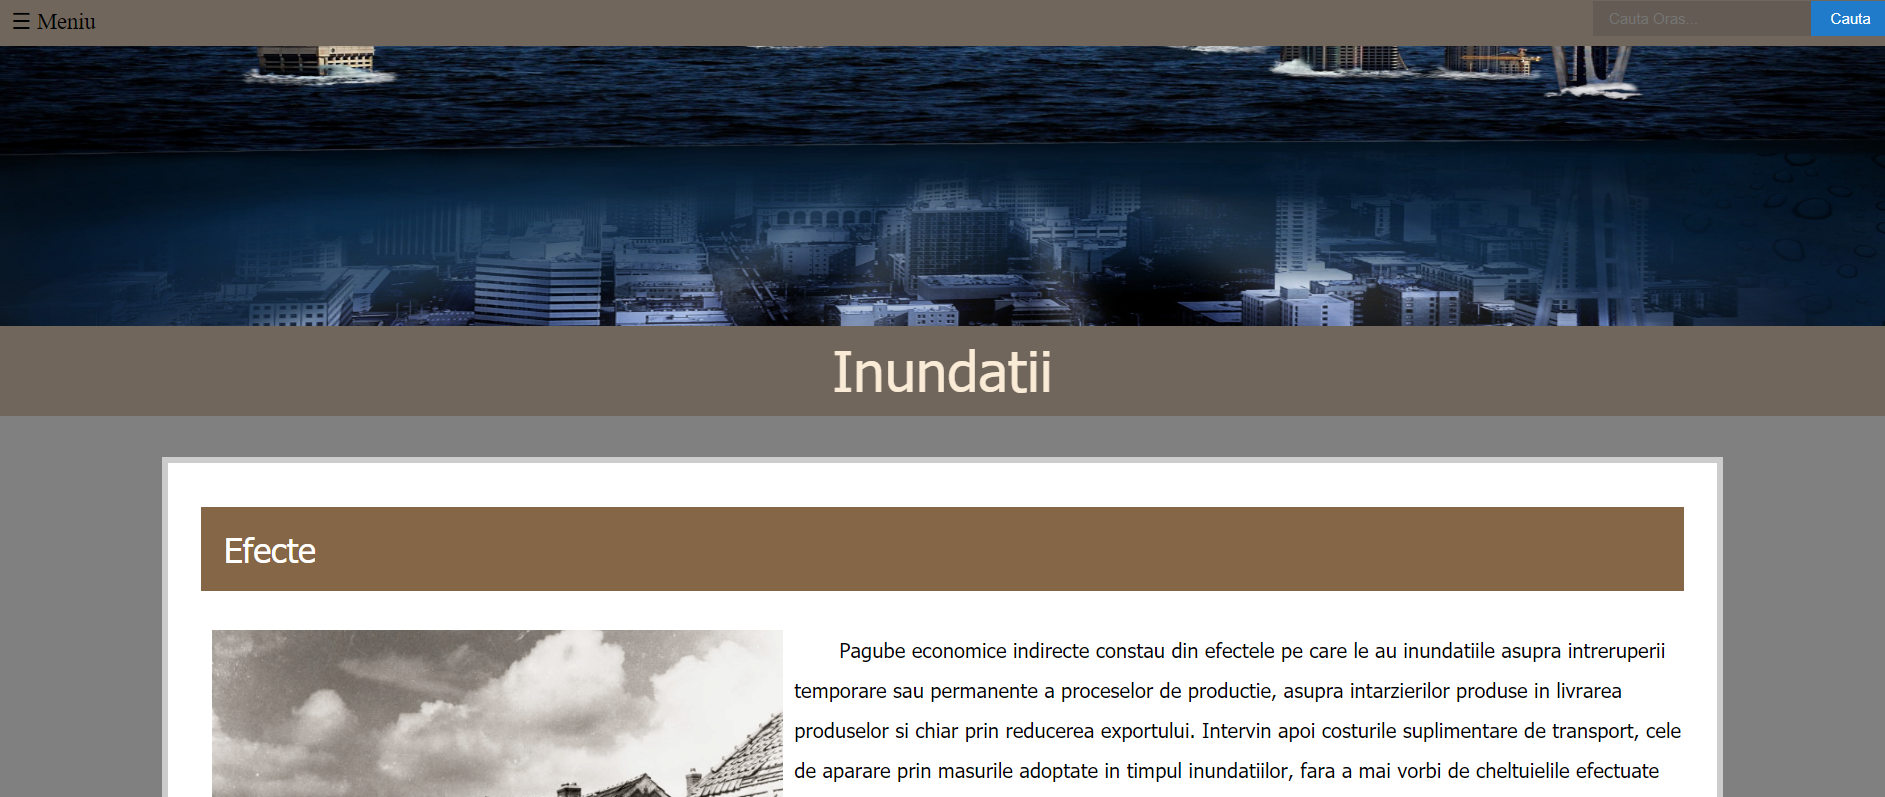 ☰ Meniu
Cauta Oras...
Cauta
Inundatii
Efecte
Pagube economice indirecte constau din efectele pe care le au inundatiile asupra intreruperii
temporare sau permanente a proceselor de productie, asupra intarzierilor produse in livrarea
produselor si chiar prin reducerea exportului. Intervin apoi costurile suplimentare de transport, cele
de aparare prin masurile adoptate in timpul inundatiilor, fara a mai vorbi de cheltuielile efectuate